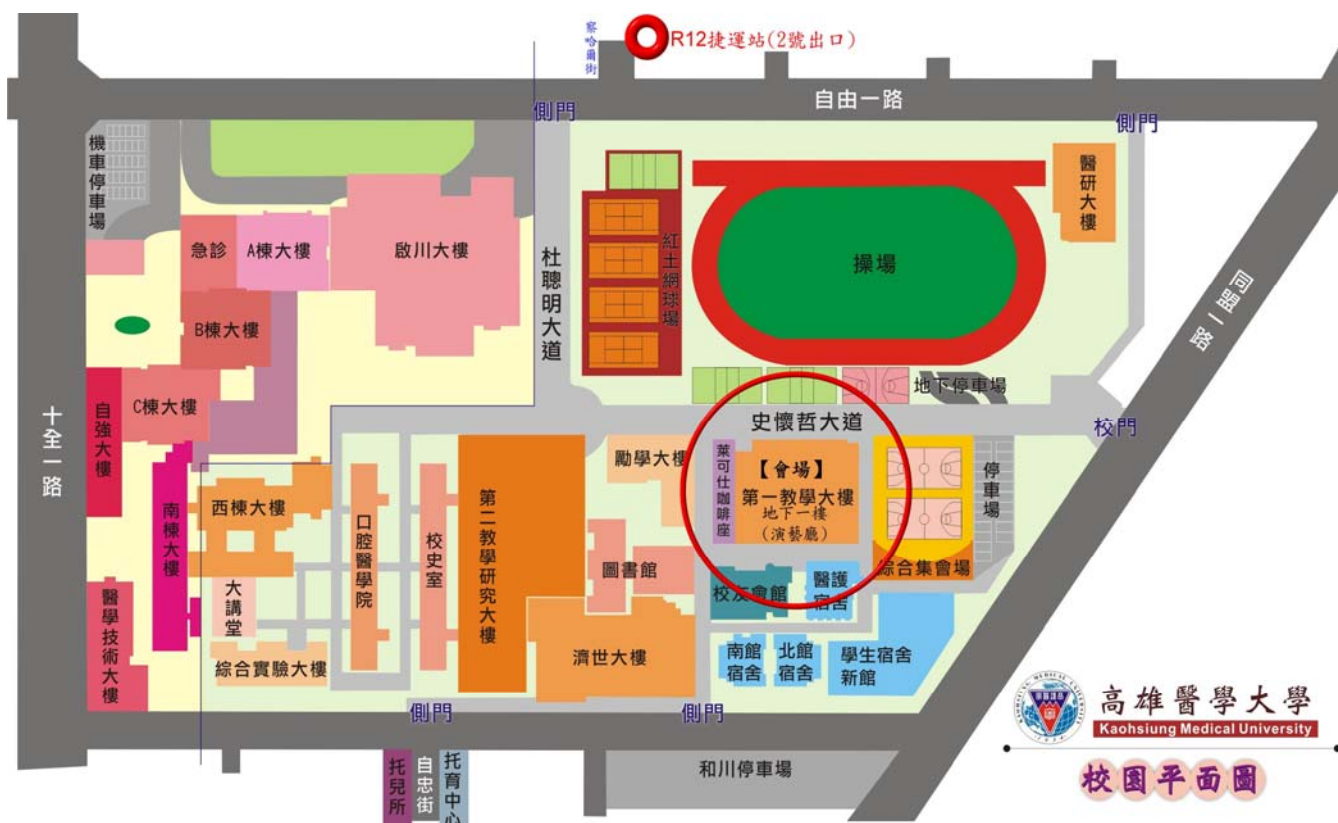 察哈爾街
R12捷運站(2號出口)
自由一路
側門
側門
機車停車場
醫研大樓
急診
A棟大樓
啟川大樓
杜聰明大道
紅土網球場
操場
同盟二路
B棟大樓
C棟大樓
自強大樓
十全一路
地下停車場
史懷哲大道
校門
南棟大樓
西棟大樓
口腔醫學院
校史室
第二教學研究大樓
勵學大樓
萊可仕咖啡座
【會場】
第一教學大樓
地下一樓
(演藝廳)
停車場
綜合集會場
圖書館
校友會館
醫護
宿舍
大講堂
醫學技術大樓
綜合實驗大樓
濟世大樓
南館
宿舍
北館
宿舍
學生宿舍
新館
側門
側門
托兒所
自忠街
托育中心
和川停車場
KAOHSIUNG MEDICAL UNIVERSITY
高雄醫學大學
Kaohsiung Medical University
校園平面圖